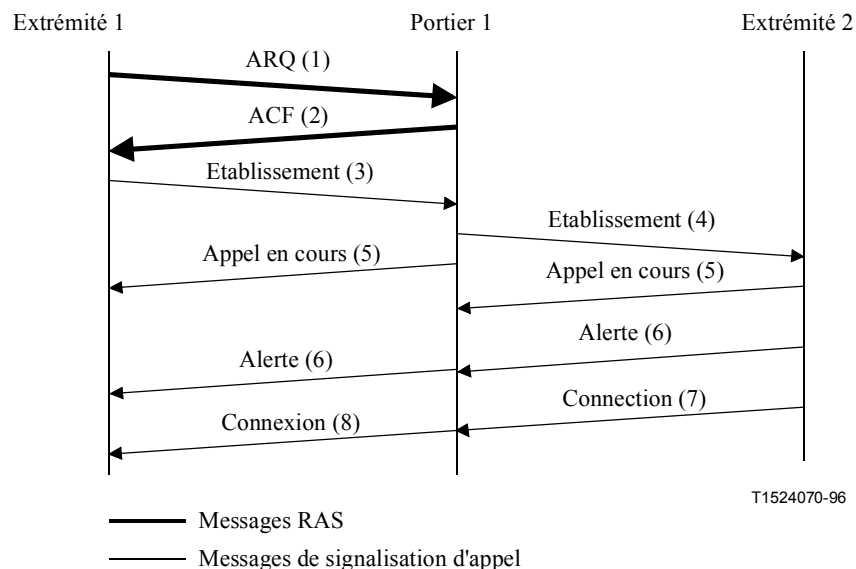 Extrémité 1 Portier 1 Extrémité 2
ARQ (1)
ACF (2)
Etablissement (3)
Etablissement (4)
Appel en cours (5)
Appel en cours (5)
Alerte (6)
Alerte (6)
Connection (7)
Connexion (8)
T1524070-96
Messages RAS
Messages de signalisation d'appel